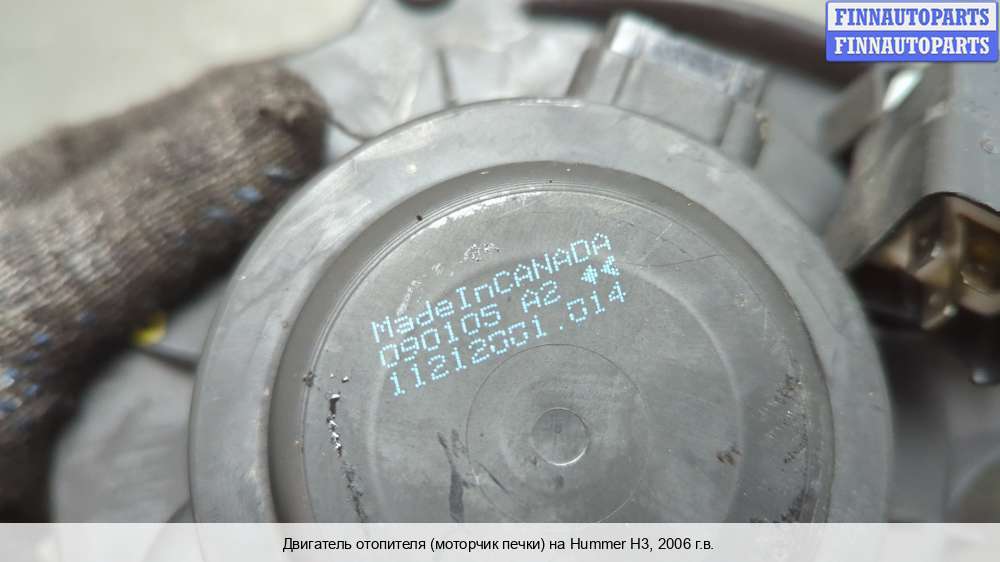 FINNAUTOPARTS
FINNAUTOPARTS
MadeInCANADA
090105 A2
11212001.014
Двигатель отопителя (моторчик печки) на Hummer H3, 2006 г.в.